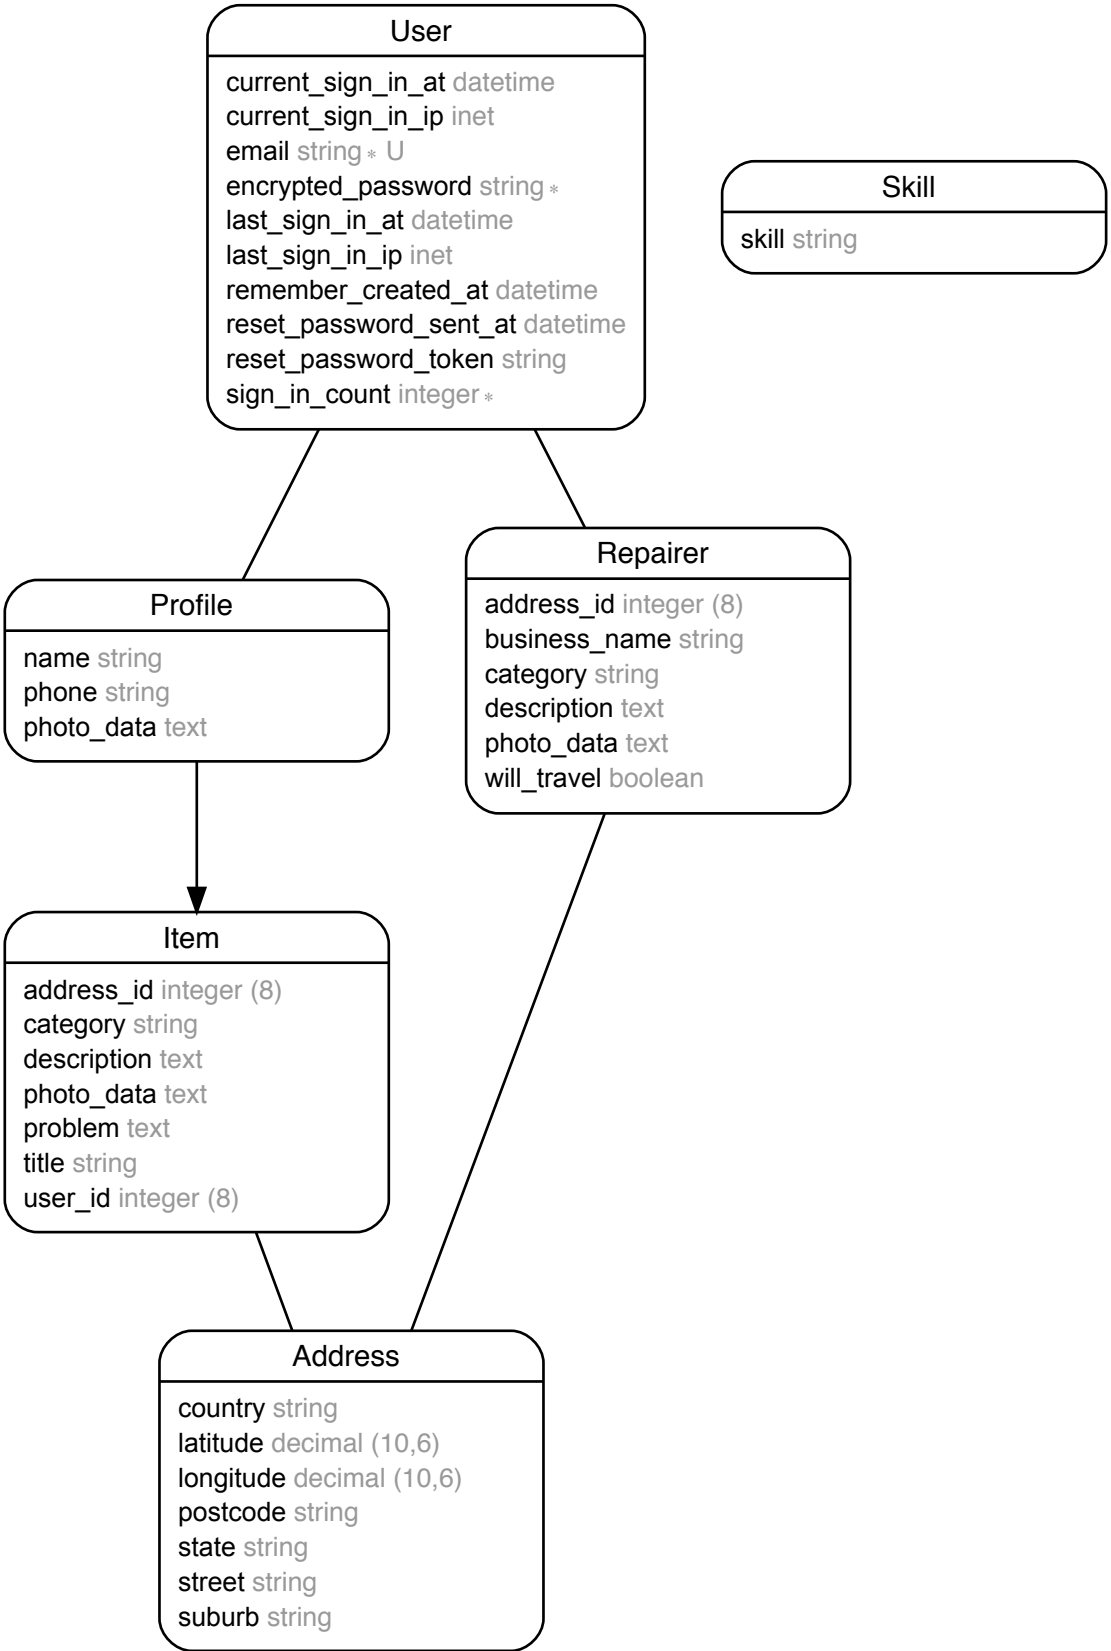 User
current_sign_in_at datetime
current_sign_in_ip inet
email string ∗ U
encrypted_password string ∗
last_sign_in_at datetime
last_sign_in_ip inet
remember_created_at datetime
reset_password_sent_at datetime
reset_password_token string
sign_in_count integer ∗
Skill
skill string
Profile
name string
phone string
photo_data text
Repairer
address_id integer (8)
business_name string
category string
description text
photo_data text
will_travel boolean
Item
address_id integer (8)
category string
description text
photo_data text
problem text
title string
user_id integer (8)
Address
country string
latitude decimal (10,6)
longitude decimal (10,6)
postcode string
state string
street string
suburb string